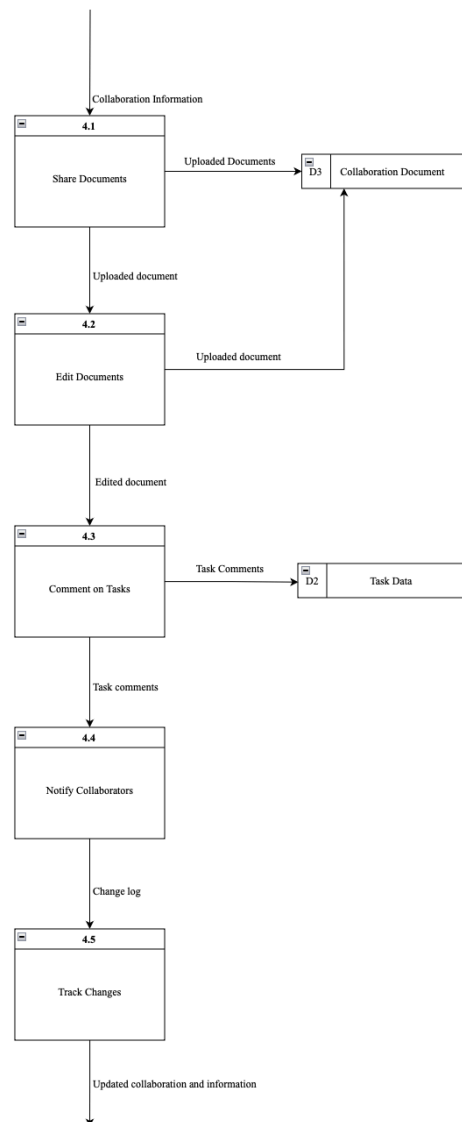 Collaboration Information
4.1
Share Documents
Uploaded Documents
D3
Collaboration Document
Uploaded document
4.2
Edit Documents
Uploaded document
Edited document
4.3
Comment on Tasks
Task Comments
D2
Task Data
Task comments
4.4
Notify Collaborators
Change log
4.5
Track Changes
Updated collaboration and information